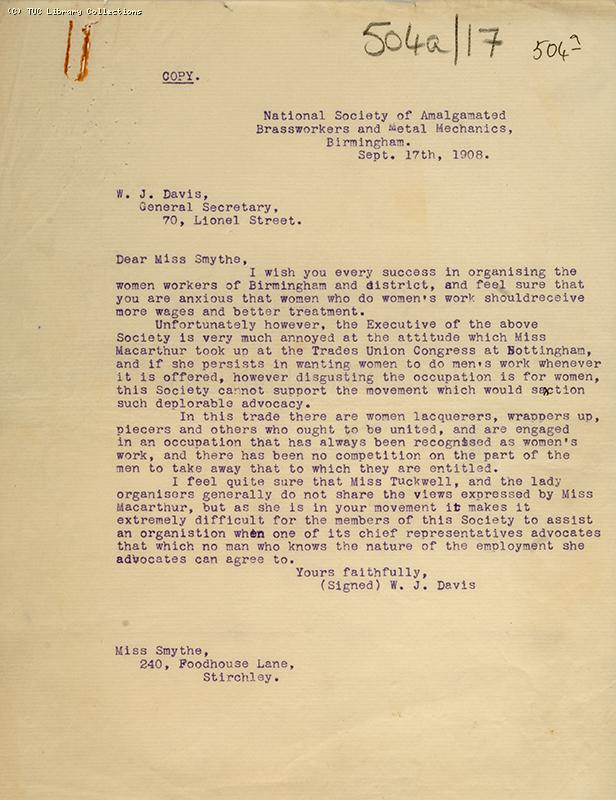 (C) TUC Library Collections
504a/17 504a
COPY.
National Society of Amalgamated
Brassworkers and Metal Mechanics,
Birmingham.
Sept. 17th, 1908.
W. J. Davis,
General Secretary,
70, Lionel Street.
Dear Miss Smythe,
I wish you every success in organising the
women workers of Birmingham and district, and feel sure that
you are anxious that women who do women's work shouldreceive
more wages and better treatment.
Unfortunately however, the Executive of the above
Society is very much annoyed at the attitude which Miss
Macarthur took up at the Trades Union Congress at Nottingham,
and if she persists in wanting women to do men's work whenever
it is offered, however disgusting the occupation is for women,
this Society cannot support the movement which would saction
such deplorable advocacy.
In this trade there are women lacquerers, wrappers up,
piecers and others who ought to be united, and are engaged
in an occupation that has always been recognised as women's
work, and there has been no competition on the part of the
men to take away that to which they are entitled.
I feel quite sure that Miss Tuckwell, and the lady
organisers generally do not share the views expressed by Miss
Macarthur, but as she is in your movement it makes it
extremely difficult for the members of this Society to assist
an organistion when one of its chief representatives advocates
that which no man who knows the nature of the employment she
advocates can agree to.
Yours faithfully,
(Signed) W. J. Davis
Miss Smythe,
240, Foodhouse Lane,
Stirchley.